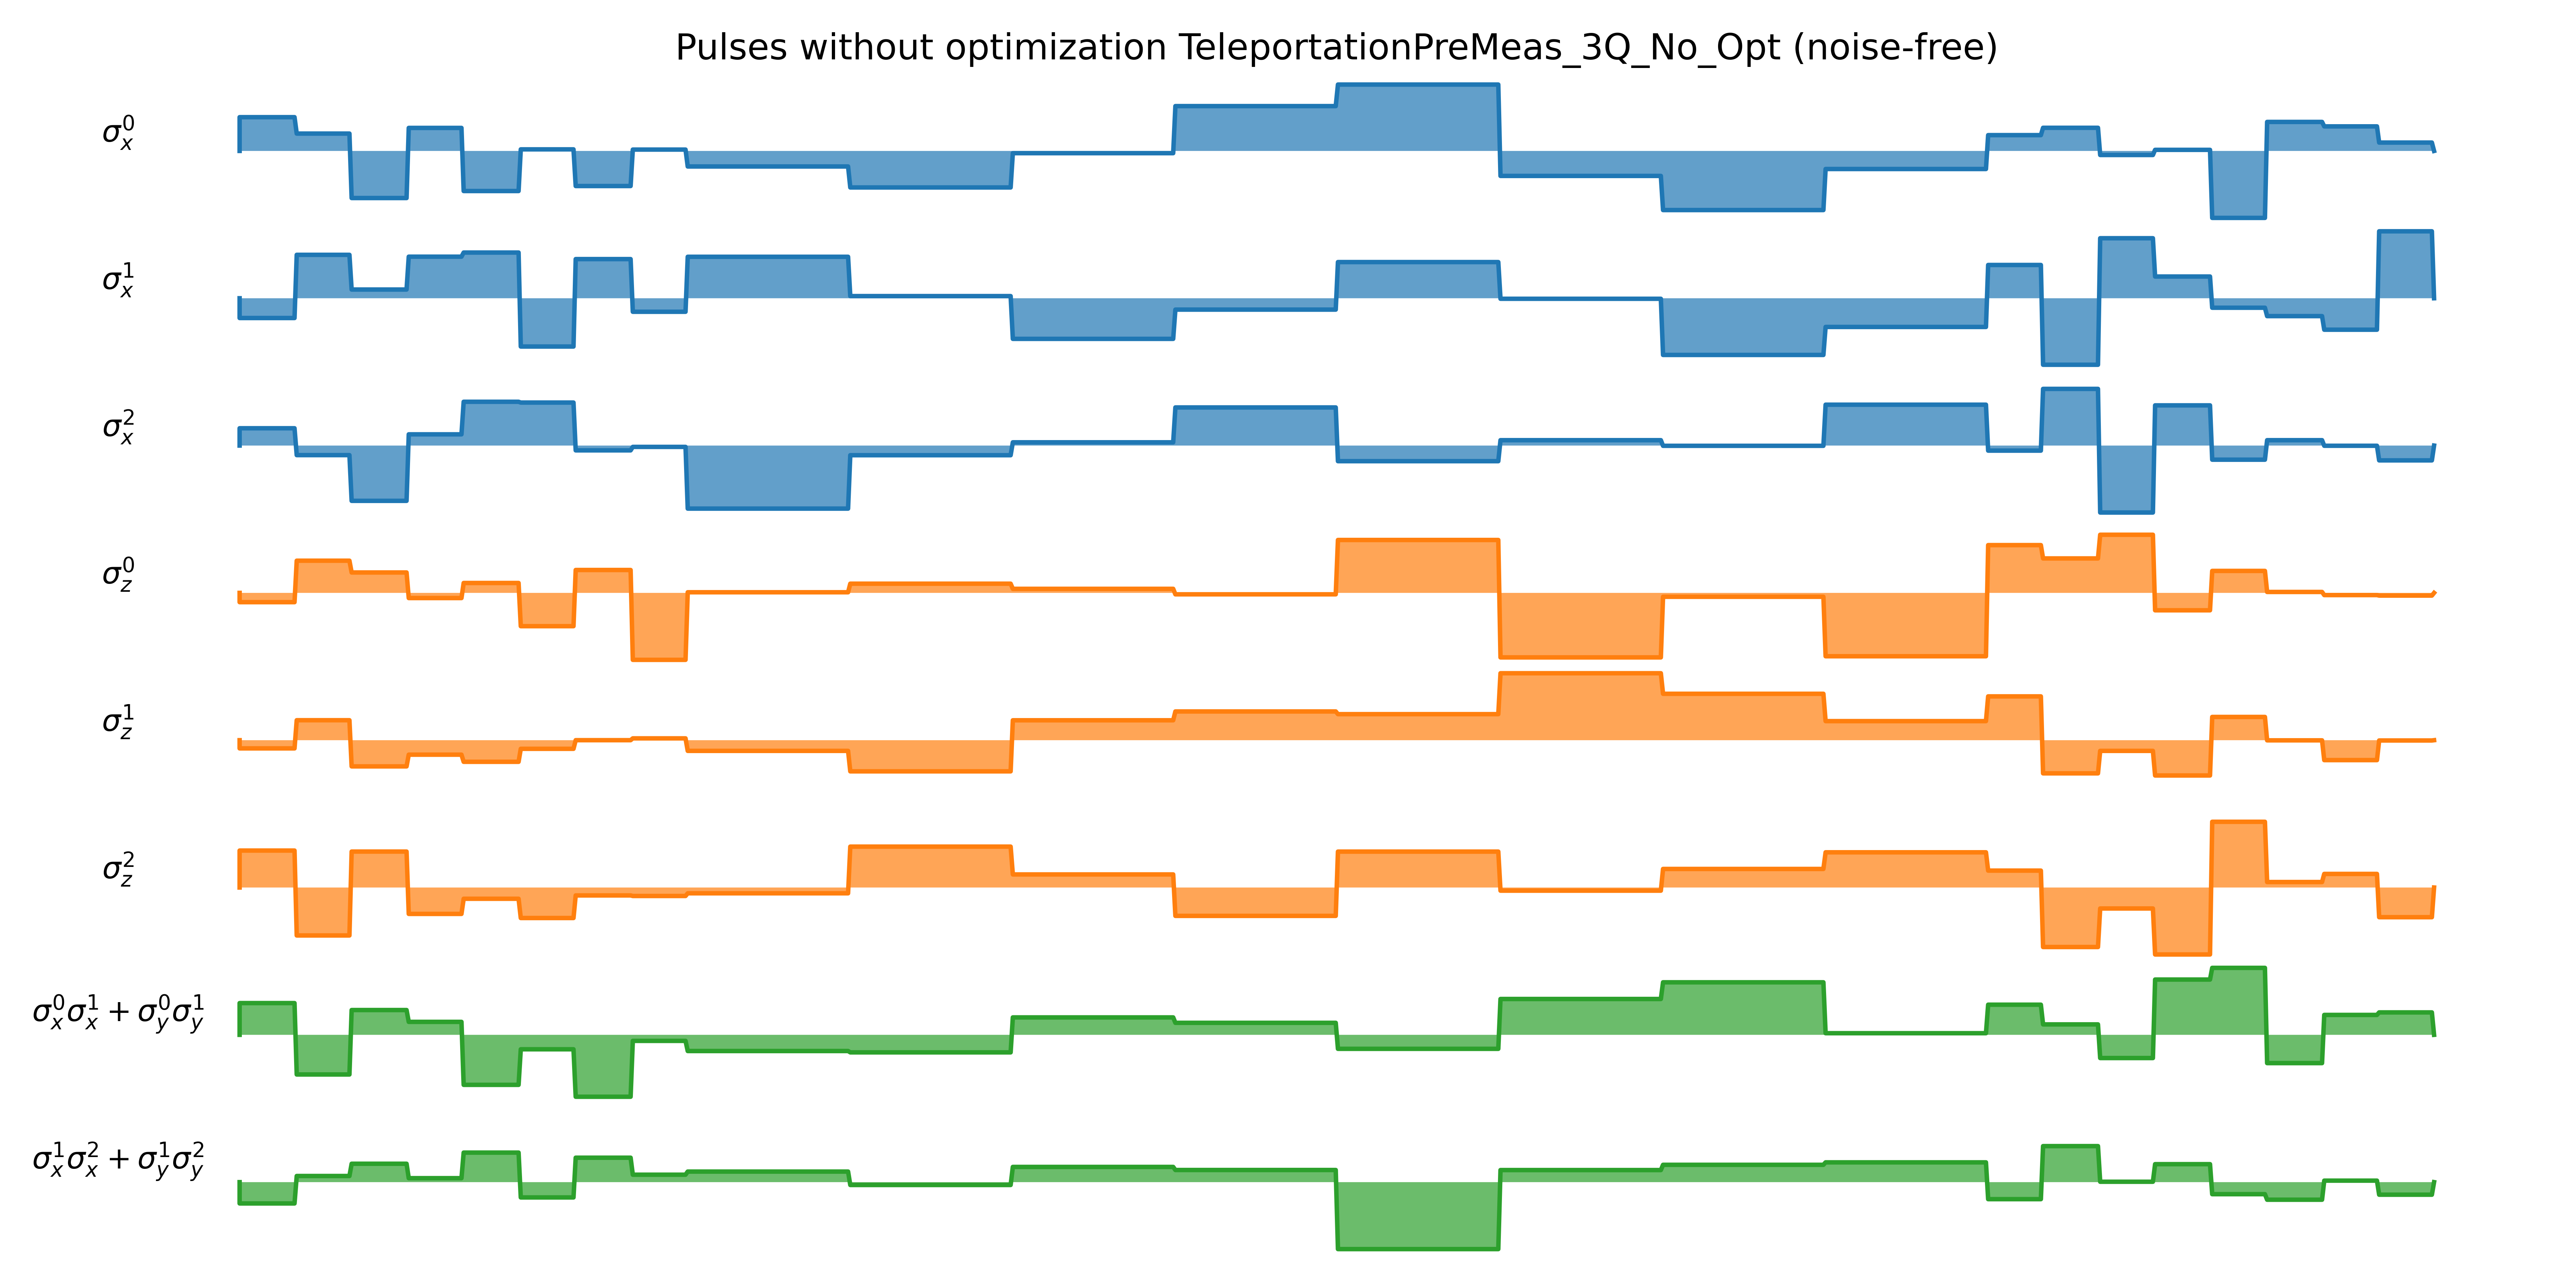 Pulses without optimization TeleportationPreMeas_3Q_No_Opt (noise-free)
σ_x^0
σ_x^1
σ_x^2
σ_z^0
σ_z^1
σ_z^2
σ_x^0σ_x^1 + σ_y^0σ_y^1
σ_x^1σ_x^2 + σ_y^1σ_y^2